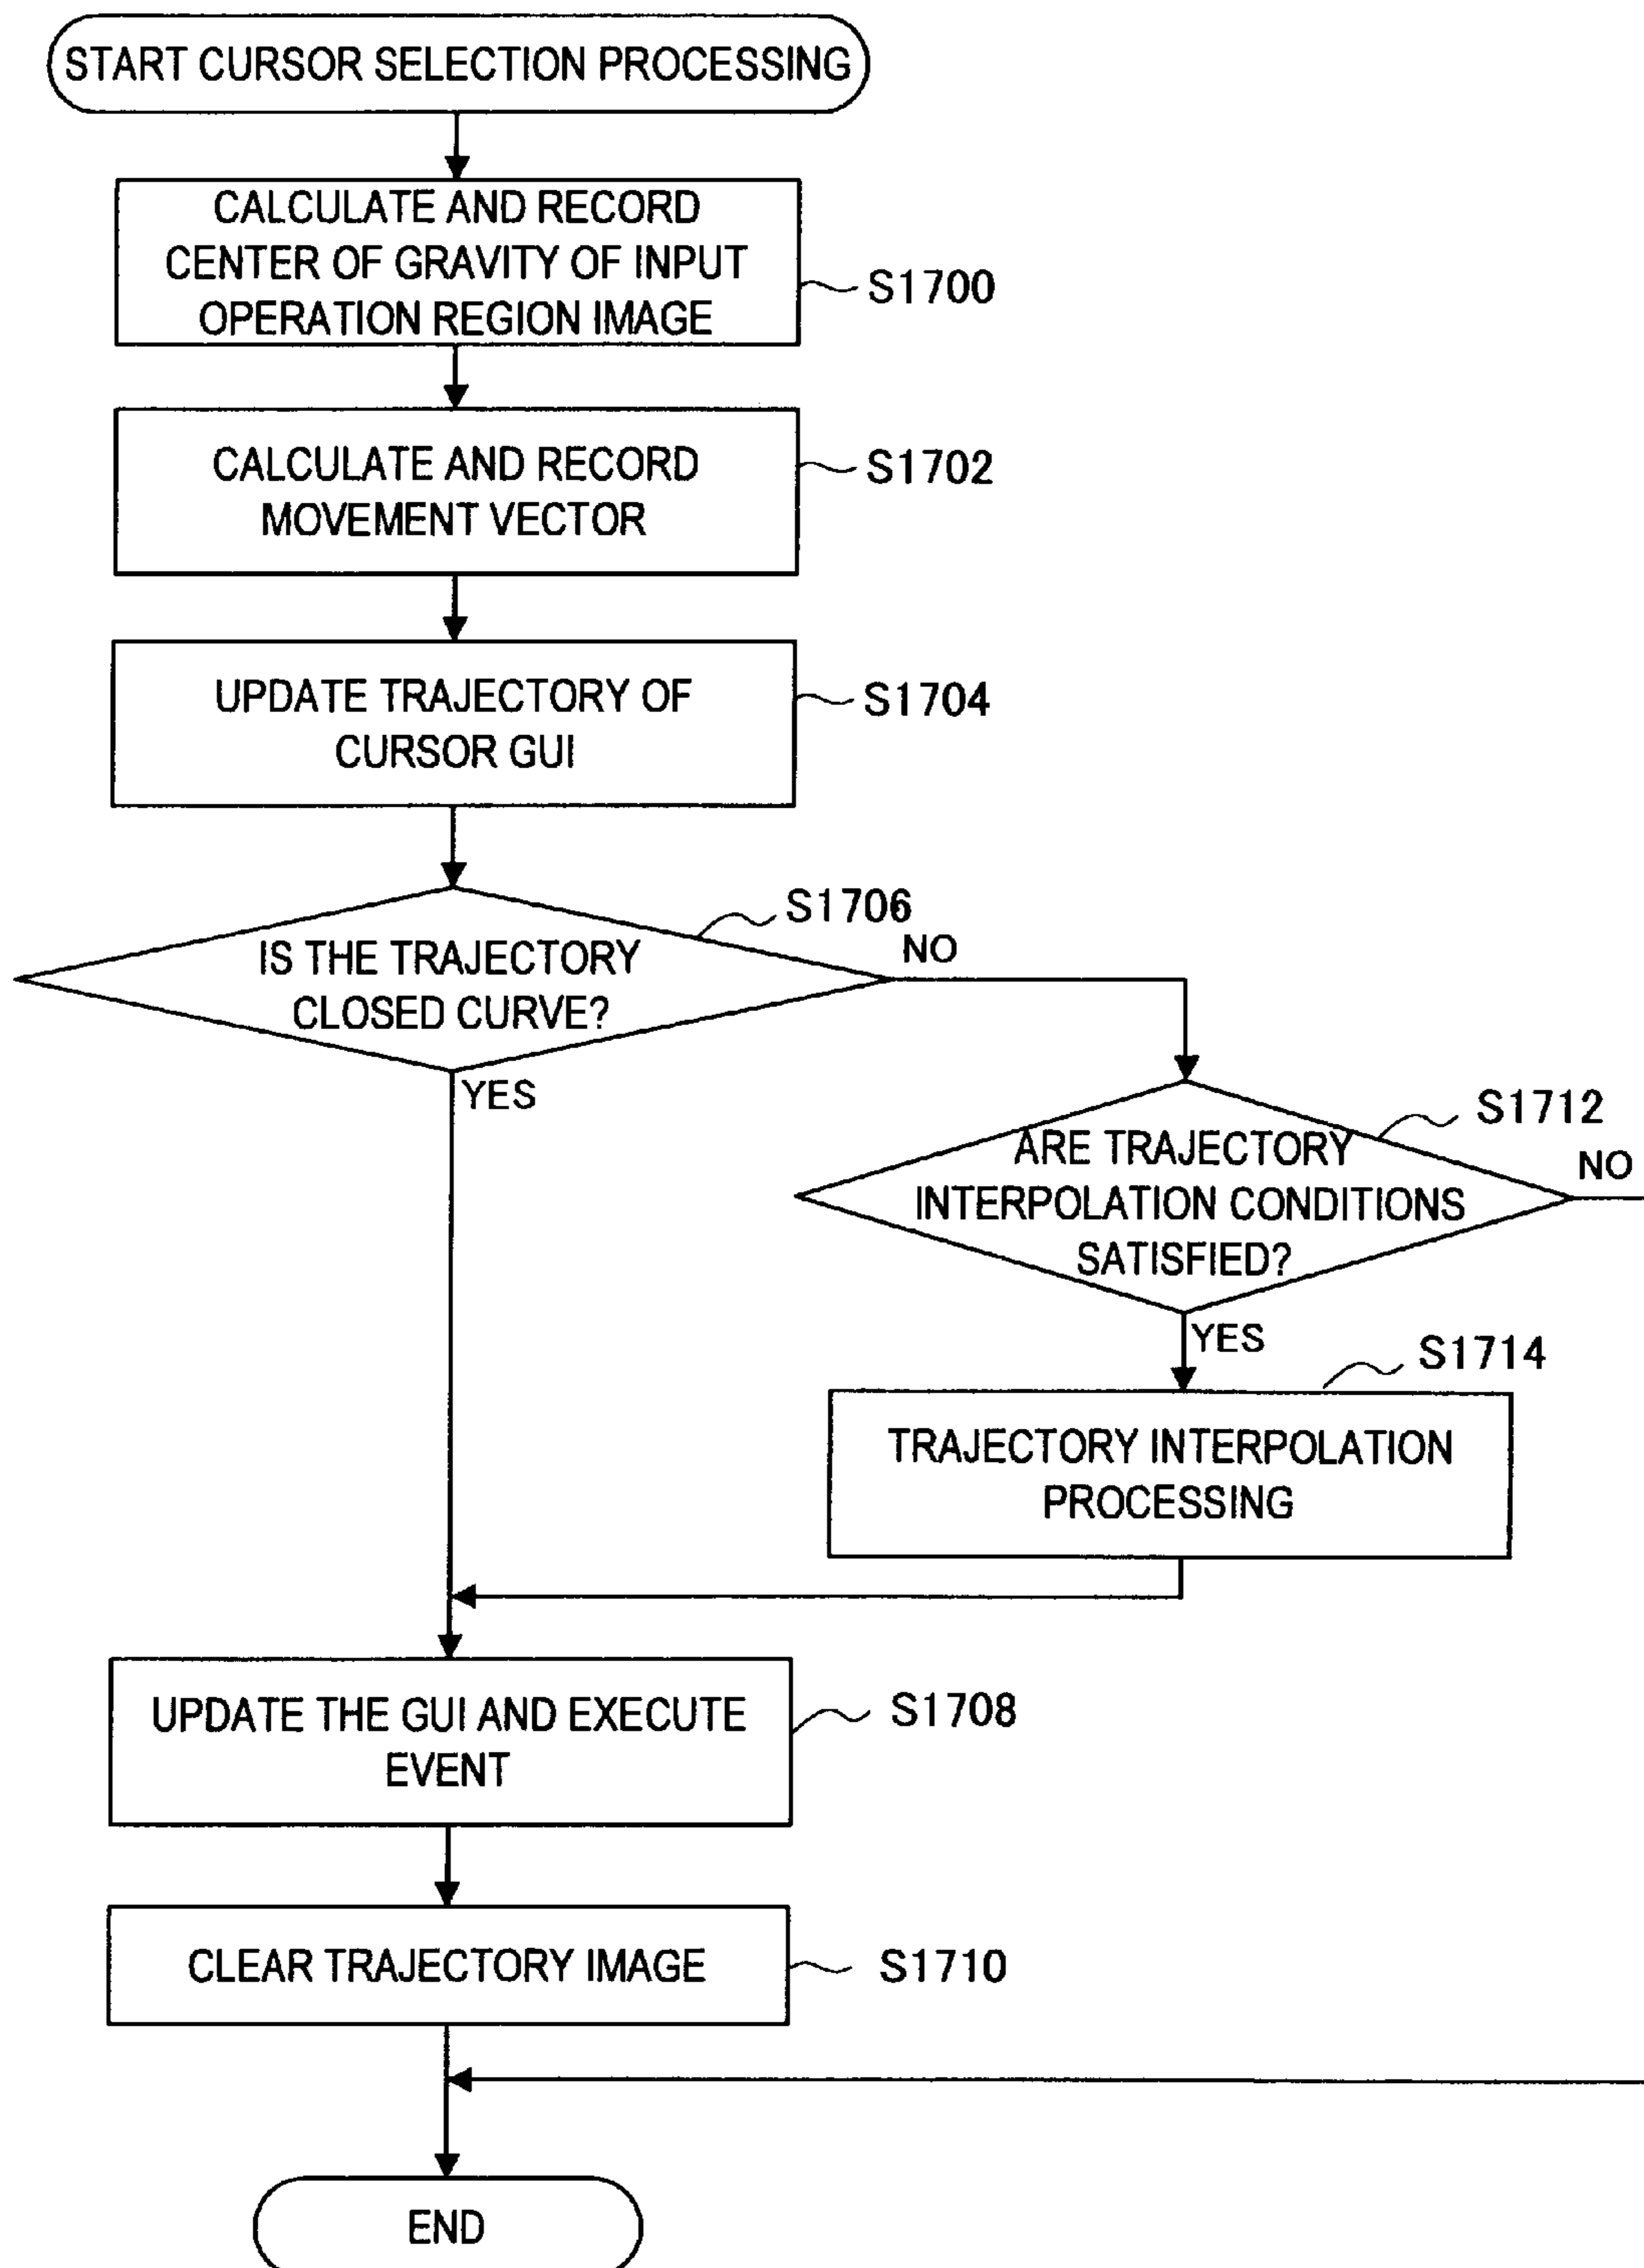 START CURSOR SELECTION PROCESSING
CALCULATE AND RECORD
CENTER OF GRAVITY OF INPUT
OPERATION REGION IMAGE
S1700
CALCULATE AND RECORD
MOVEMENT VECTOR
S1702
UPDATE TRAJECTORY OF
CURSOR GUI
S1704
IS THE TRAJECTORY
CLOSED CURVE?
S1706
NO
YES
ARE TRAJECTORY
INTERPOLATION CONDITIONS
SATISFIED?
S1712
NO
YES
TRAJECTORY INTERPOLATION
PROCESSING
S1714
UPDATE THE GUI AND EXECUTE
EVENT
S1708
CLEAR TRAJECTORY IMAGE
S1710
END